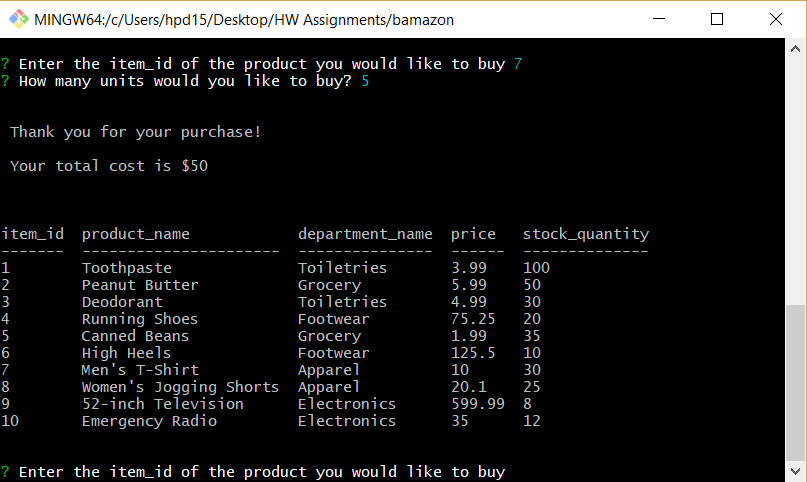 MINGW64:/c/Users/hpd15/Desktop/HW Assignments/bamazon
? Enter the item_id of the product you would like to buy 7
? How many units would you like to buy? 5
Thank you for your purchase!
Your total cost is $50
item_id  product_name            department_name  price   stock_quantity
-------  ----------------------  ---------------  ------  --------------
1        Toothpaste              Toiletries       3.99    100
2        Peanut Butter           Grocery          5.99    50
3        Deodorant               Toiletries       4.99    30
4        Running Shoes           Footwear         75.25   20
5        Canned Beans            Grocery          1.99    35
6        High Heels              Footwear         125.5   10
7        Men's T-Shirt           Apparel          10      30
8        Women's Jogging Shorts  Apparel          20.1    25
9        52-inch Television      Electronics      599.99  8
10       Emergency Radio         Electronics      35      12
? Enter the item_id of the product you would like to buy